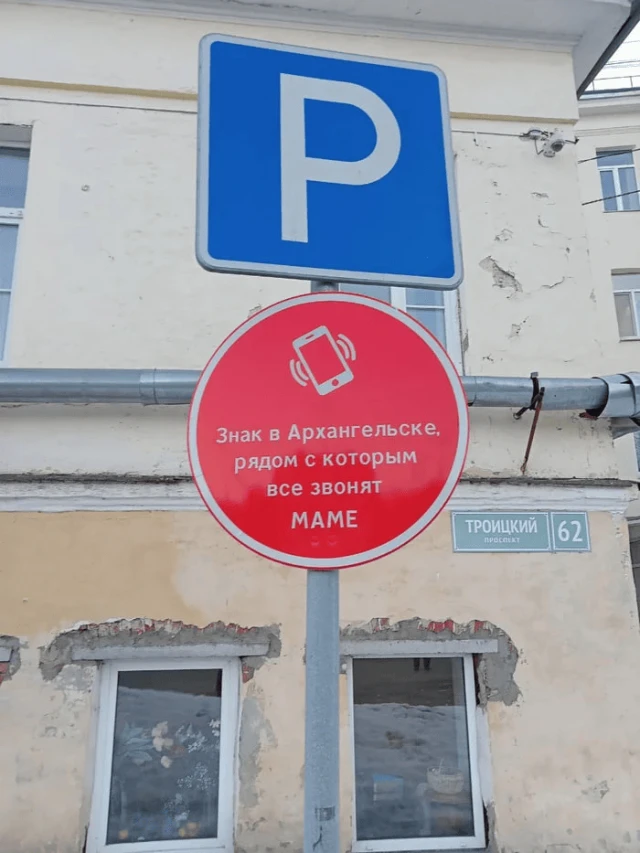 P
Знак в Архангельске,
рядом с которым
все звонят
МАМЕ
ТРОИЦКИЙ
ПРОСПЕКТ
62